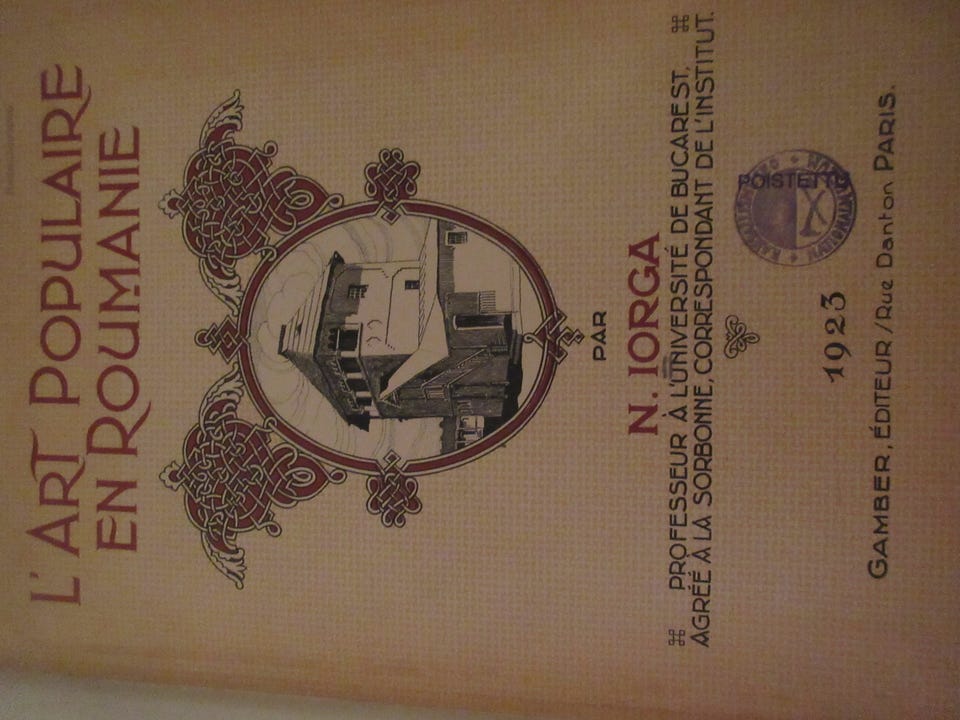 L'ART POPULAIRE
EN ROUMANIE
PAR
N. IORGA
PROFESSEUR À L'UNIVERSITÉ DE BUCAREST,
AGRÉÉ À LA SORBONNE, CORRESPONDANT DE L'INSTITUT.
POISTETTU
1923
GAMBER, ÉDITEUR / Rue Danton PARIS.